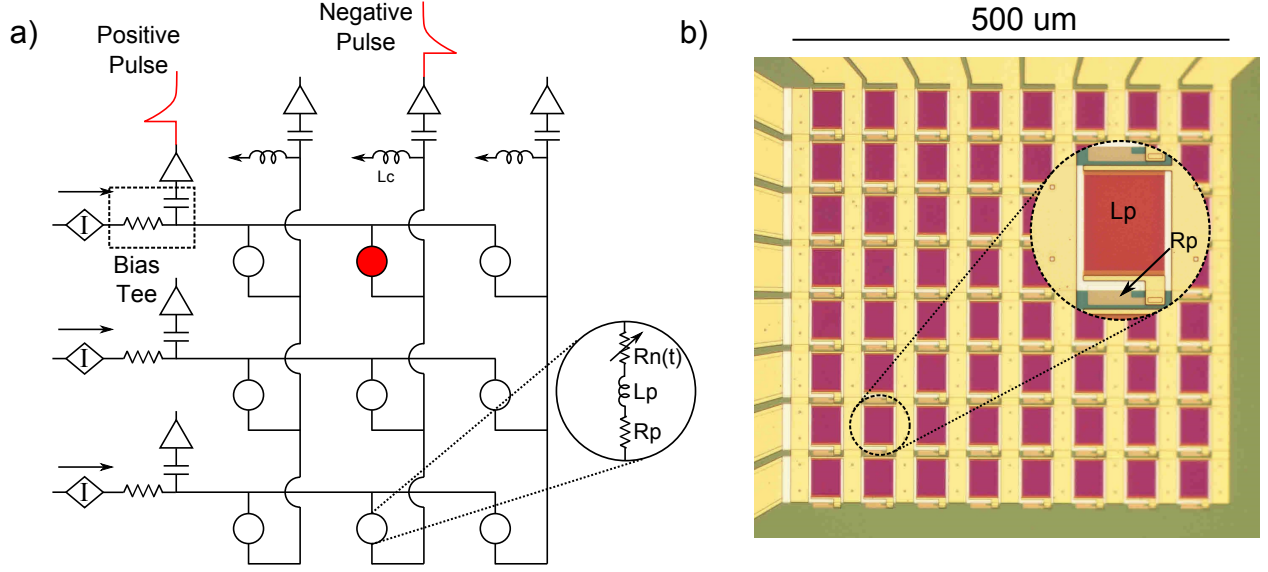 a)
Positive
Pulse
Negative
Pulse
Lc
I
Bias
Tee
I
I
Rn(t)
Lp
Rp
b)
500 um
Lp
Rp